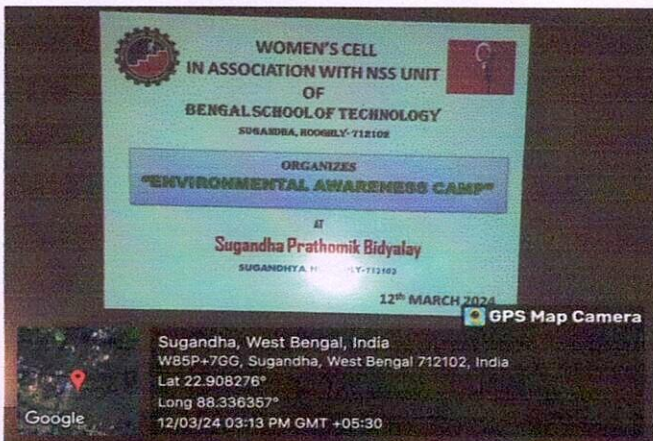 WOMEN'S CELL
IN ASSOCIATION WITH NSS UNIT
OF
BENGAL SCHOOL OF TECHNOLOGY
SUGANDHA, HOOGHLY-712102
ORGANIZES
"ENVIRONMENTAL AWARENESS CAMP"
AT
Sugandha Prathomik Bidyalay
SUGANDHYA, 712102
12th MARCH 2024
GPS Map Camera
Sugandha, West Bengal, India
W85P+7GG, Sugandha, West Bengal 712102, India
Lat 22.908276°
Long 88.336357°
12/03/24 03:13 PM GMT +05:30
Google